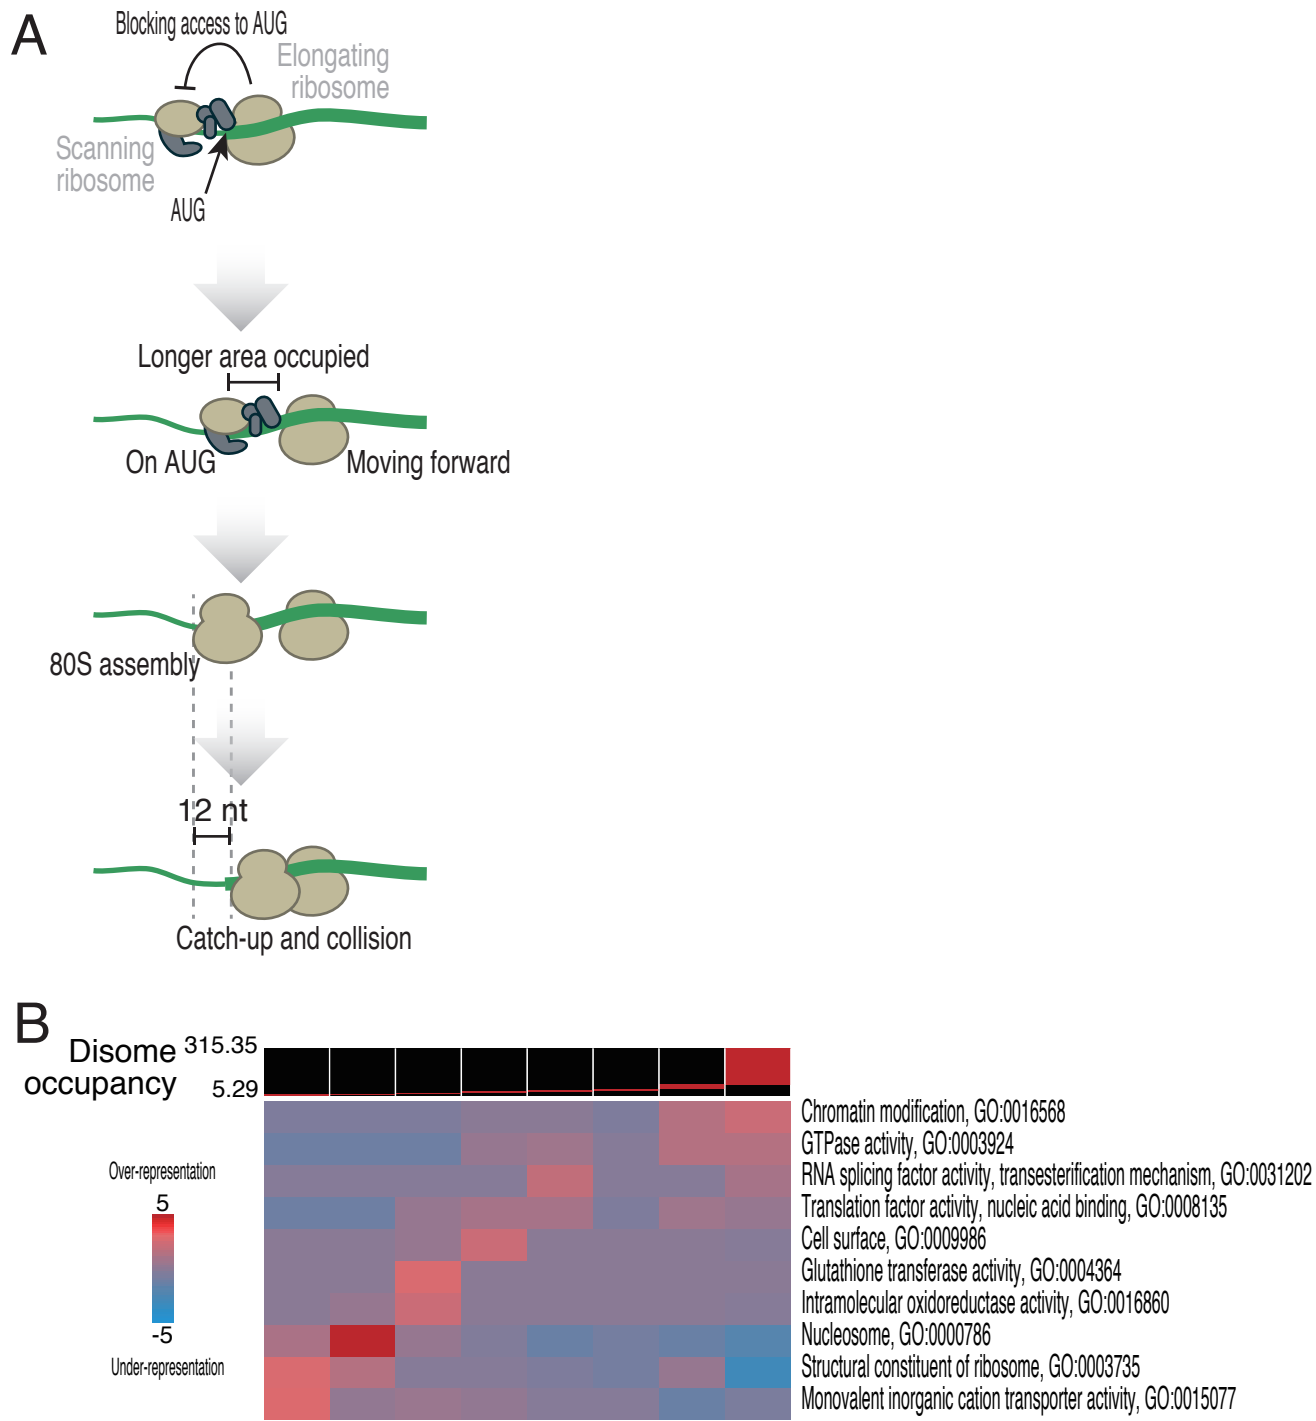 A
Blocking access to AUG
Elongating
ribosome
Scanning
ribosome
AUG
Longer area occupied
On AUG
Moving forward
80S assembly
12 nt
Catch-up and collision
B
Disome
occupancy
315.35
5.29
Over-representation
5
-5
Under-representation
Chromatin modification, GO:0016568
GTPase activity, GO:0003924
RNA splicing factor activity, transesterification mechanism, GO:0031202
Translation factor activity, nucleic acid binding, GO:0008135
Cell surface, GO:0009986
Glutathione transferase activity, GO:0004364
Intramolecular oxidoreductase activity, GO:0016860
Nucleosome, GO:0000786
Structural constituent of ribosome, GO:0003735
Monovalent inorganic cation transporter activity, GO:0015077